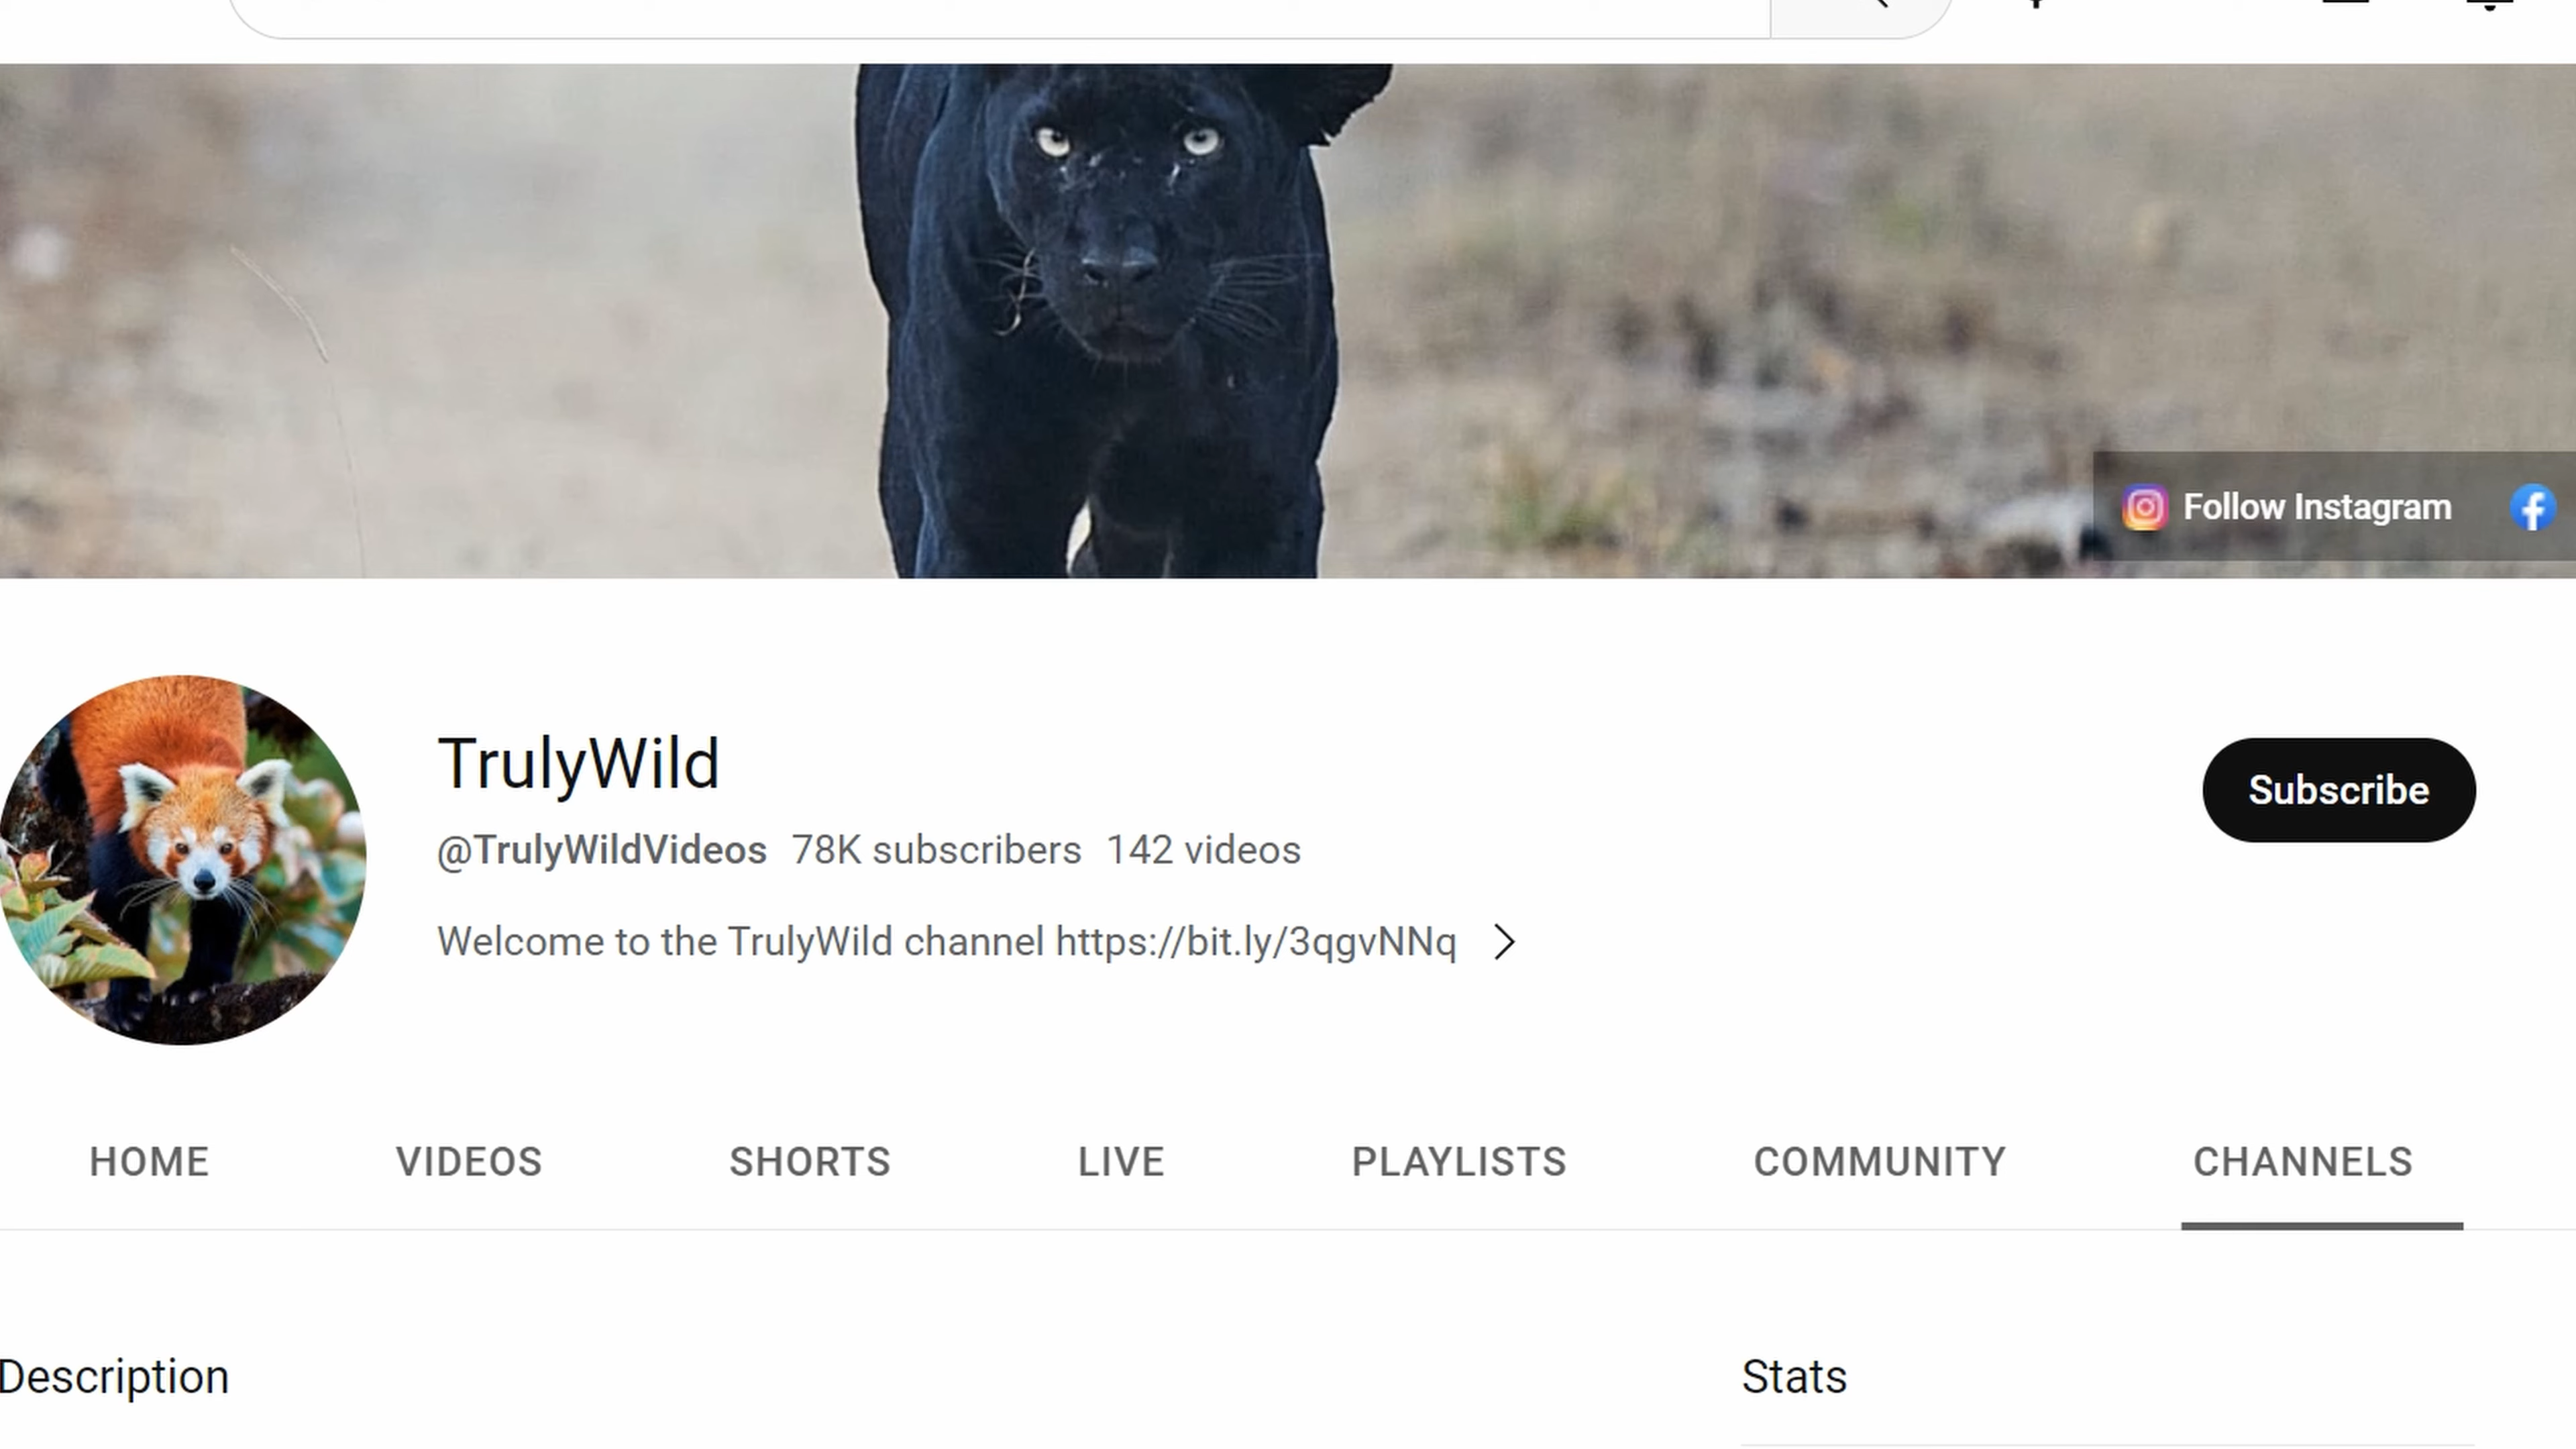 Follow Instagram
TrulyWild
Subscribe
@TrulyWildVideos 78K subscribers 142 videos
Welcome to the TrulyWild channel https://bit.ly/3qgvNNq
HOME VIDEOS SHORTS LIVE PLAYLISTS COMMUNITY CHANNELS
Description Stats